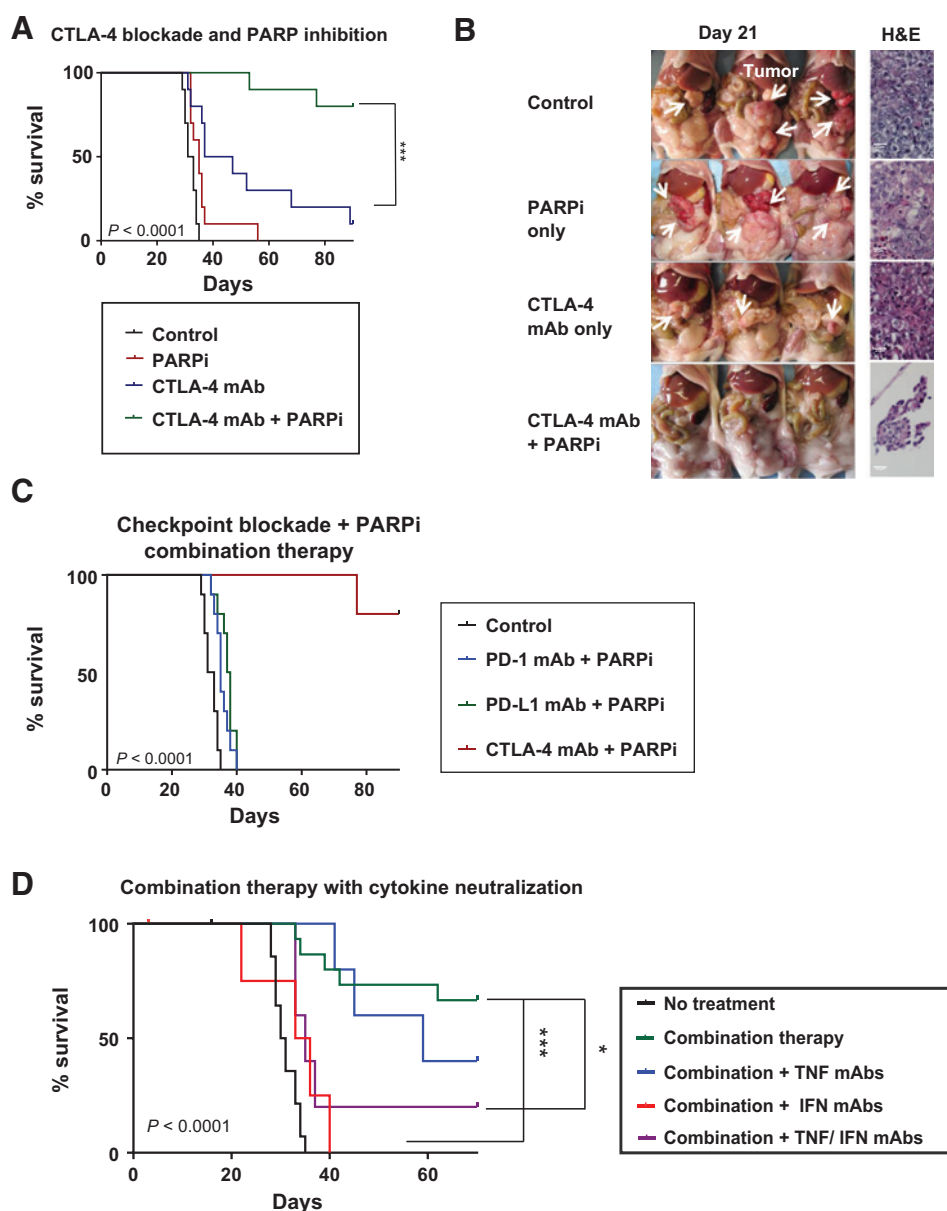 A
CTLA-4 blockade and PARP inhibition
% survival
100
50
0
P < 0.0001
***
0 20 40 60 80
Days
Control
PARPi
CTLA-4 mAb
CTLA-4 mAb + PARPi
B
Day 21
H&E
Tumor
Control
PARPi
only
CTLA-4
mAb only
CTLA-4 mAb
+ PARPi
C
Checkpoint blockade + PARPi
combination therapy
% survival
100
50
0
P < 0.0001
0 20 40 60 80
Days
Control
PD-1 mAb + PARPi
PD-L1 mAb + PARPi
CTLA-4 mAb + PARPi
D
Combination therapy with cytokine neutralization
% survival
100
50
0
P < 0.0001
***
*
0 20 40 60
Days
No treatment
Combination therapy
Combination + TNF mAbs
Combination + IFN mAbs
Combination + TNF/ IFN mAbs